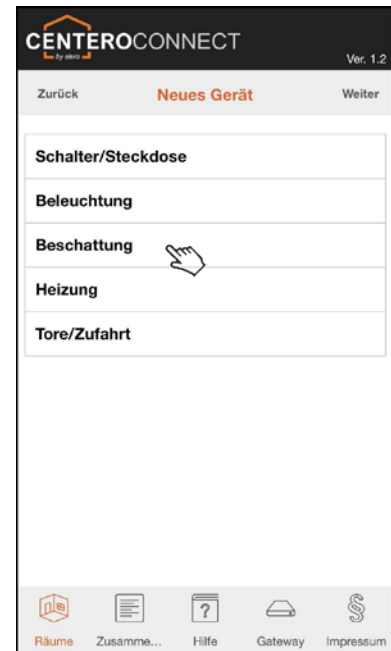 CENTEROCONNECT
by elero
Ver. 1.2
Zurück Neues Gerät Weiter
Schalter/Steckdose
Beleuchtung
Beschattung
Heizung
Tore/Zufahrt
?
§
Räume Zusamme... Hilfe Gateway Impressum